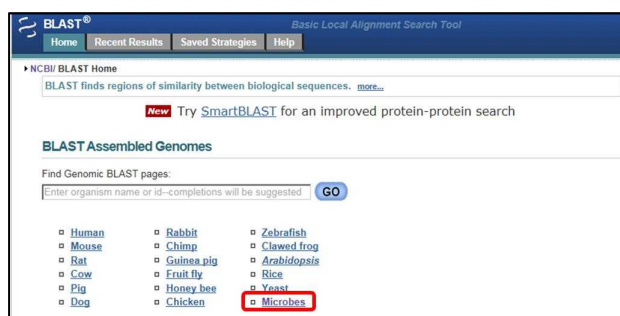 BLAST® Basic Local Alignment Search Tool
Home Recent Results Saved Strategies Help
NCBI/ BLAST Home
BLAST finds regions of similarity between biological sequences. more...
New Try SmartBLAST for an improved protein-protein search
BLAST Assembled Genomes
Find Genomic BLAST pages:
Enter organism name or id--completions will be suggested GO
Human Rabbit Zebrafish
Mouse Chimp Clawed frog
Rat Guinea pig Arabidopsis
Cow Fruit fly Rice
Pig Honey bee Yeast
Dog Chicken Microbes